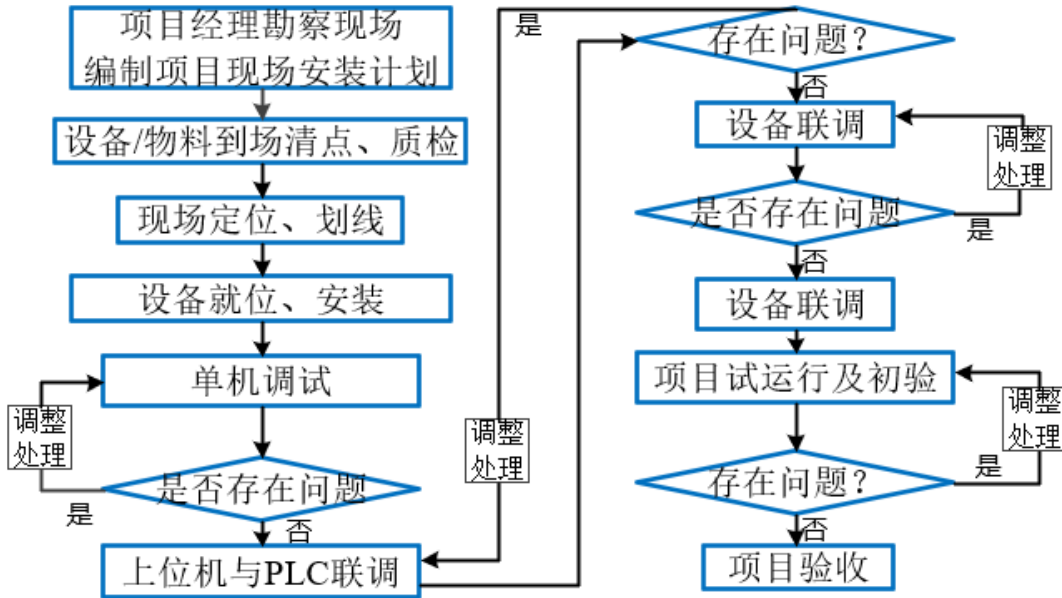 项目经理勘察现场
编制项目现场安装计划
设备/物料到场清点、质检
现场定位、划线
设备就位、安装
单机调试
调整
处理
是否存在问题
是
否
上位机与PLC联调
是
调整
处理
存在问题？
否
设备联调
调整
处理
是否存在问题
是
否
设备联调
项目试运行及初验
调整
处理
存在问题？
是
否
项目验收